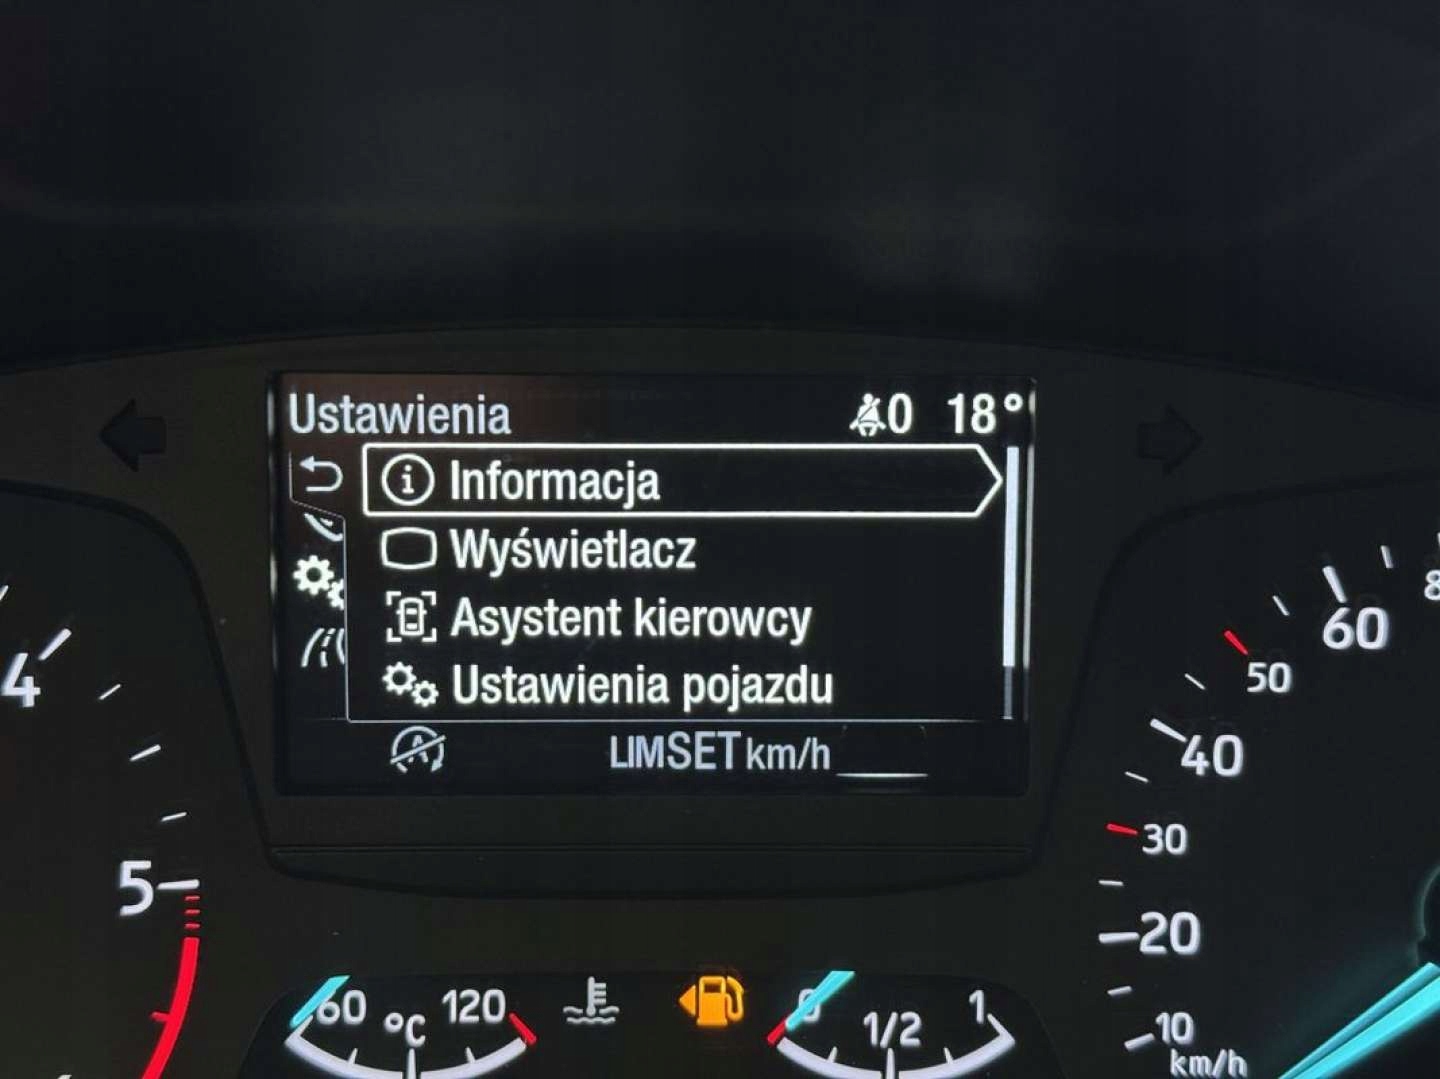 Ustawienia 0 18°
Informacja
Wyświetlacz
Asystent kierowcy
Ustawienia pojazdu
LIMSET km/h
4
5
60 °C 120
0 1/2 1
60
50
40
30
20
10
km/h